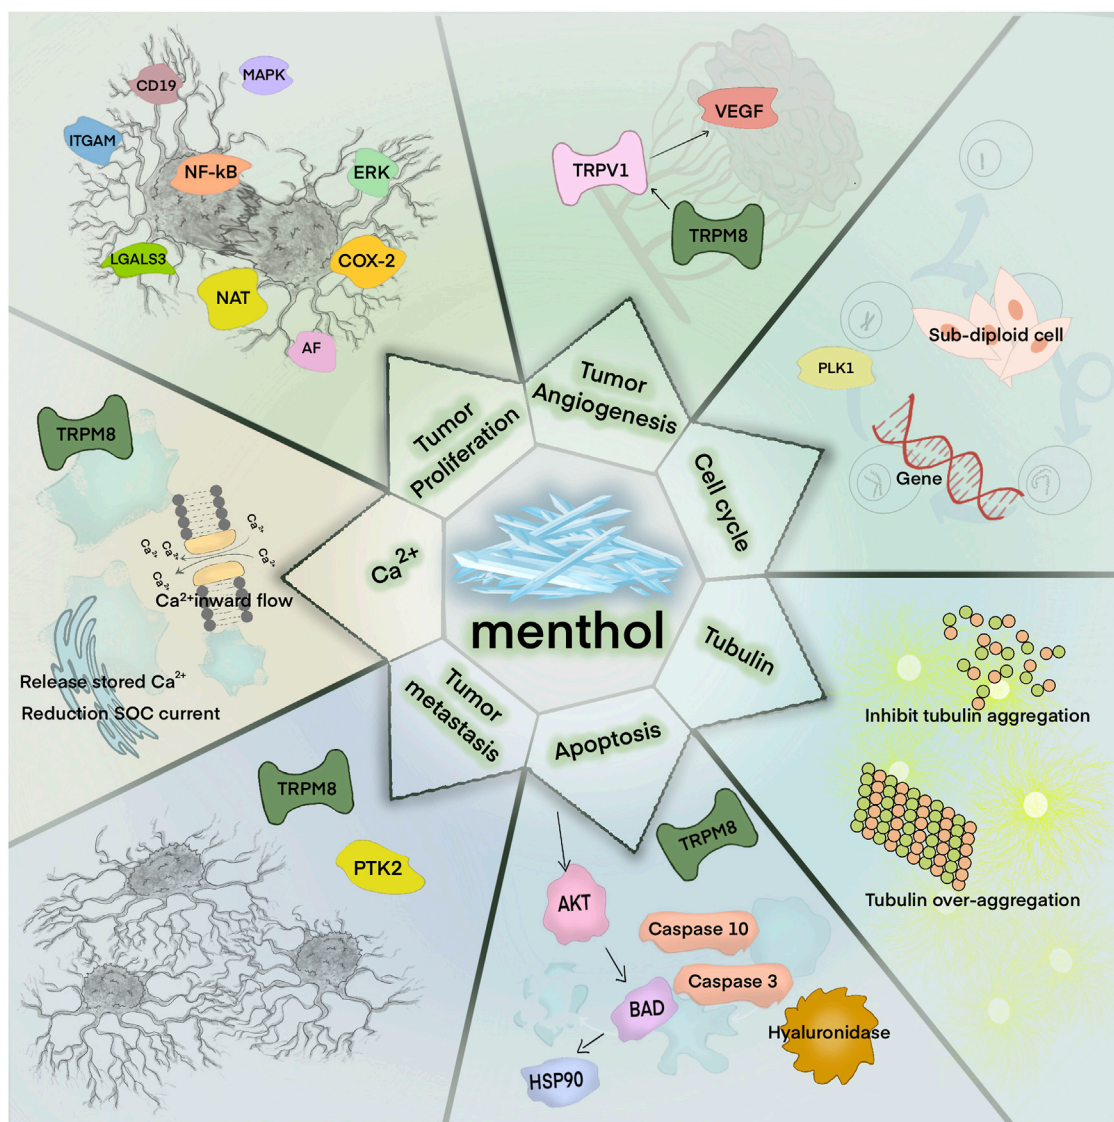 CD19
MAPK
ITGAM
NF-kB
ERK
LGALS3
COX-2
NAT
AF
VEGF
TRPV1
TRPM8
Sub-diploid cell
PLK1
Gene
TRPM8
Ca²⁺
Ca²⁺
Ca²⁺
Ca²⁺
Ca²⁺
Ca²⁺inward flow
Release stored Ca²⁺
Reduction SOC current
Tumor
Proliferation
Tumor
Angiogenesis
Cell cycle
Ca²⁺
menthol
Tubulin
Tumor
metastasis
Apoptosis
Inhibit tubulin aggregation
Tubulin over-aggregation
TRPM8
PTK2
TRPM8
AKT
Caspase 10
Caspase 3
BAD
Hyaluronidase
HSP90